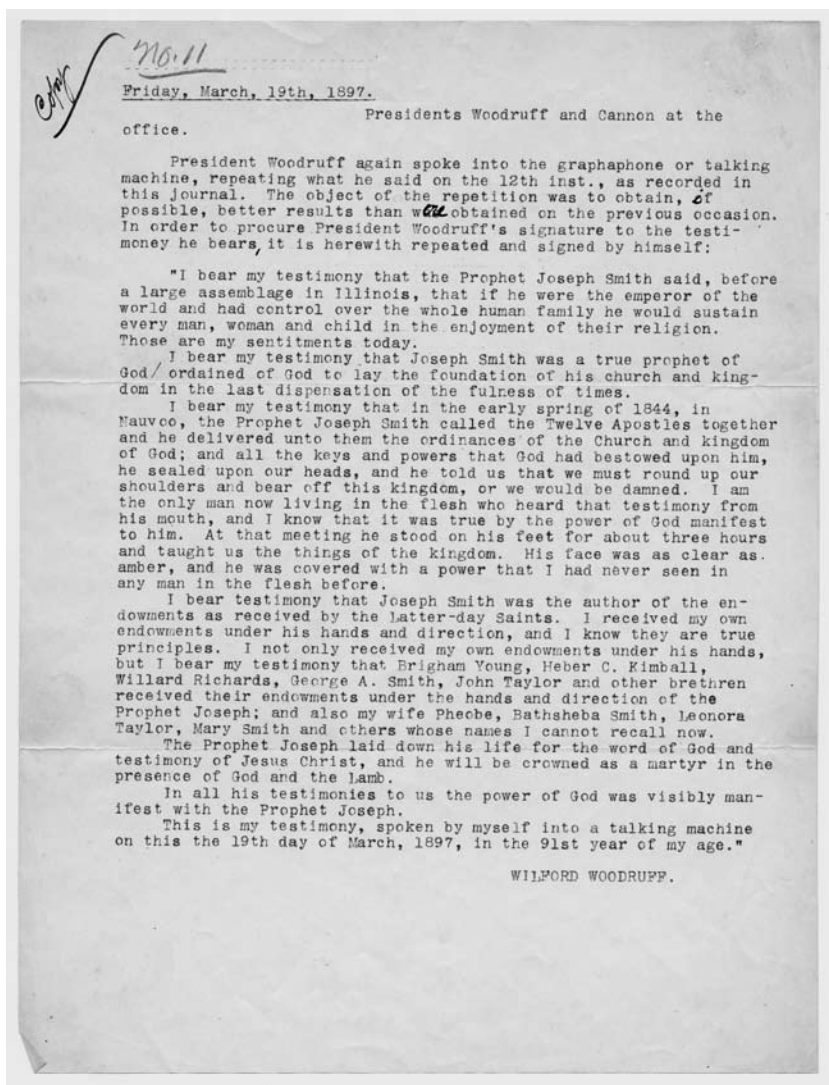 No. 11
Copy
Friday, March, 19th, 1897.
Presidents Woodruff and Cannon at the
office.
President Woodruff again spoke into the graphaphone or talking
machine, repeating what he said on the 12th inst., as recorded in
this journal. The object of the repetition was to obtain, if
possible, better results than were obtained on the previous occasion.
In order to procure President Woodruff's signature to the testi-
mony he bears, it is herewith repeated and signed by himself:
"I bear my testimony that the Prophet Joseph Smith said, before
a large assemblage in Illinois, that if he were the emperor of the
world and had control over the whole human family he would sustain
every man, woman and child in the enjoyment of their religion.
Those are my sentitments today.
I bear my testimony that Joseph Smith was a true prophet of
God/ ordained of God to lay the foundation of his church and king-
dom in the last dispensation of the fulness of times.
I bear my testimony that in the early spring of 1844, in
Nauvoo, the Prophet Joseph Smith called the Twelve Apostles together
and he delivered unto them the ordinances of the Church and kingdom
of God; and all the keys and powers that God had bestowed upon him,
he sealed upon our heads, and he told us that we must round up our
shoulders and bear off this kingdom, or we would be damned. I am
the only man now living in the flesh who heard that testimony from
his mouth, and I know that it was true by the power of God manifest
to him. At that meeting he stood on his feet for about three hours
and taught us the things of the kingdom. His face was as clear as
amber, and he was covered with a power that I had never seen in
any man in the flesh before.
I bear testimony that Joseph Smith was the author of the en-
dowments as received by the Latter-day Saints. I received my own
endowments under his hands and direction, and I know they are true
principles. I not only received my own endowments under his hands,
but I bear my testimony that Brigham Young, Heber C. Kimball,
Willard Richards, George A. Smith, John Taylor and other brethren
received their endowments under the hands and direction of the
Prophet Joseph; and also my wife Pheobe, Bathsheba Smith, Leonora
Taylor, Mary Smith and others whose names I cannot recall now.
The Prophet Joseph laid down his life for the word of God and
testimony of Jesus Christ, and he will be crowned as a martyr in the
presence of God and the Lamb.
In all his testimonies to us the power of God was visibly man-
ifest with the Prophet Joseph.
This is my testimony, spoken by myself into a talking machine
on this the 19th day of March, 1897, in the 91st year of my age."
WILFORD WOODRUFF.